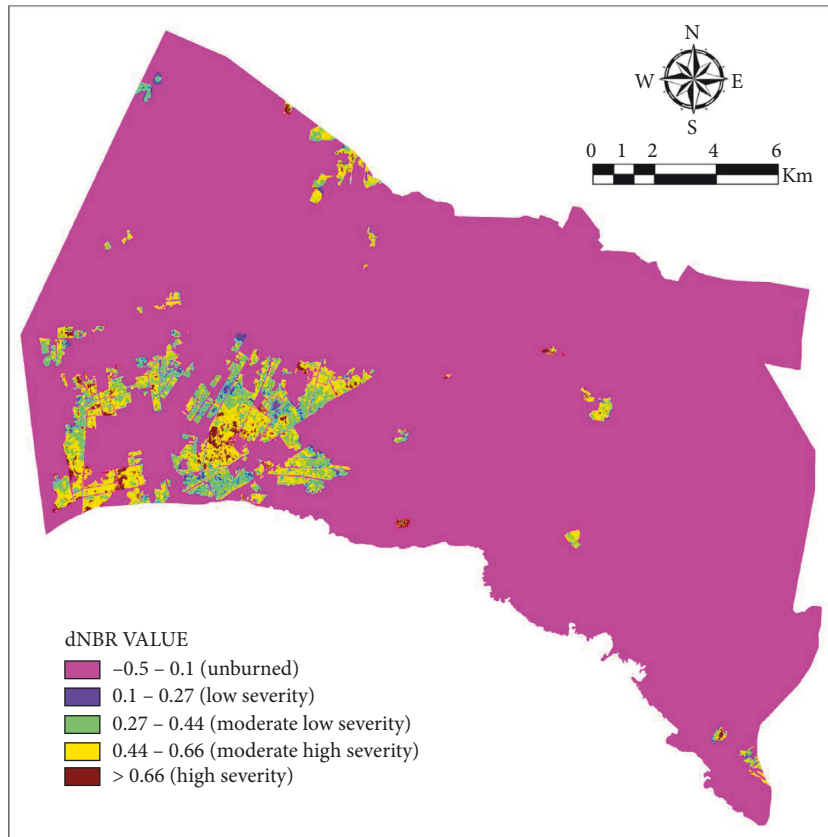 N
W E
S
0 1 2 4 6
Km
dNBR VALUE
–0.5 – 0.1 (unburned)
0.1 – 0.27 (low severity)
0.27 – 0.44 (moderate low severity)
0.44 – 0.66 (moderate high severity)
> 0.66 (high severity)